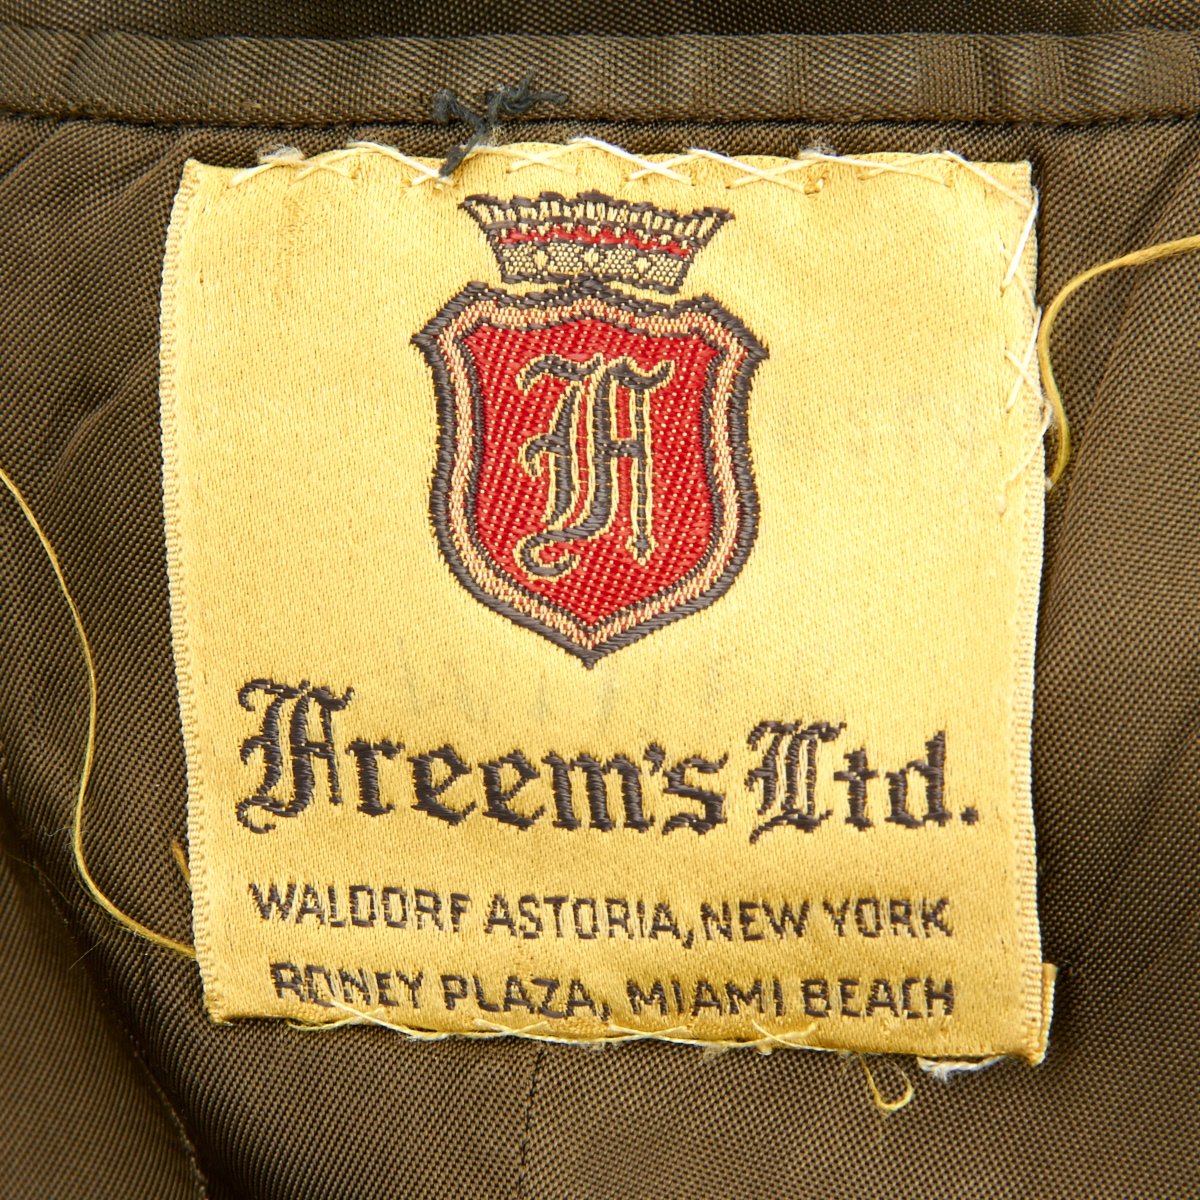 F
Freem's Ltd.
WALDORF ASTORIA, NEW YORK
RONEY PLAZA, MIAMI BEACH